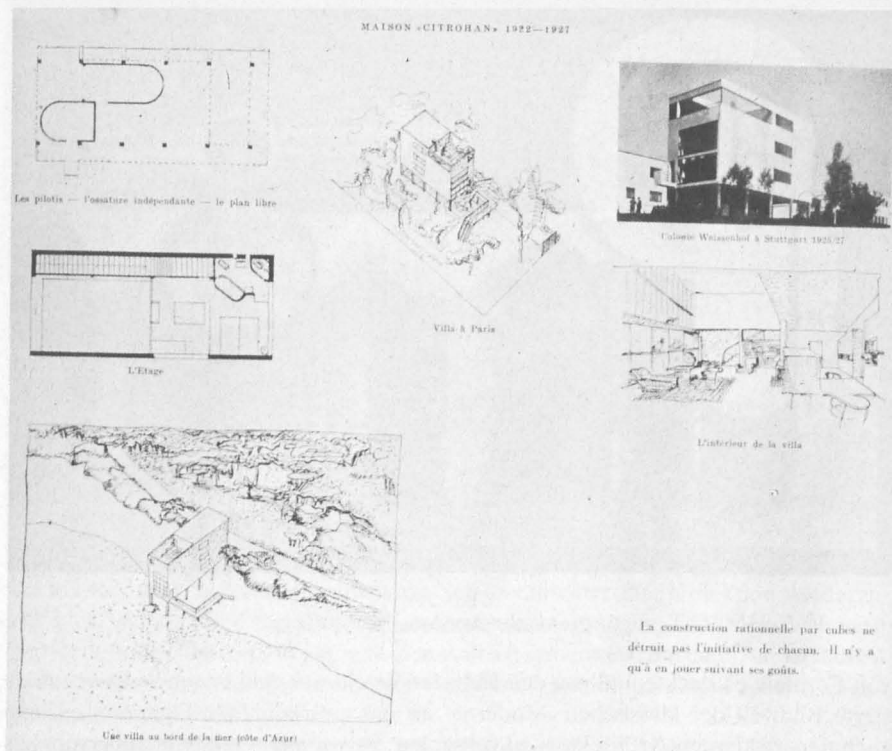 MAISON «CITROHAN» 1922—1927
Les pilotis — l'ossature indépendante — le plan libre
L'Etage
Villa à Paris
Colonie Weissenhof à Stuttgart 1926/27
L'intérieur de la villa
Une villa au bord de la mer (côte d'Azur)
La construction rationnelle par cubes ne
détruit pas l'initiative de chacun. Il n'y a
qu'à en jouer suivant ses goûts.